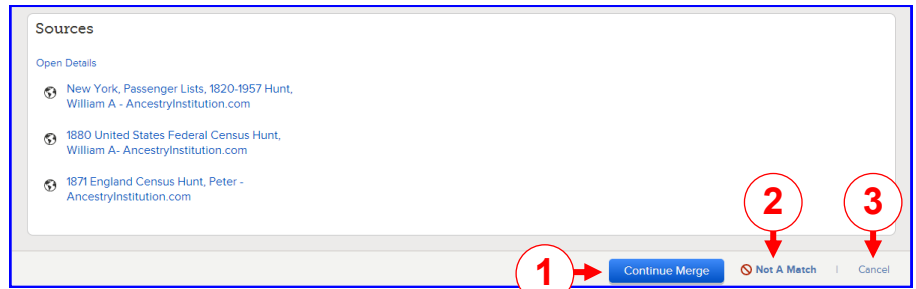 Sources
Open Details
New York, Passenger Lists, 1820-1957 Hunt,
William A - AncestryInstitution.com
1880 United States Federal Census Hunt,
William A- AncestryInstitution.com
1871 England Census Hunt, Peter -
AncestryInstitution.com
2 3
1 Continue Merge Not A Match | Cancel